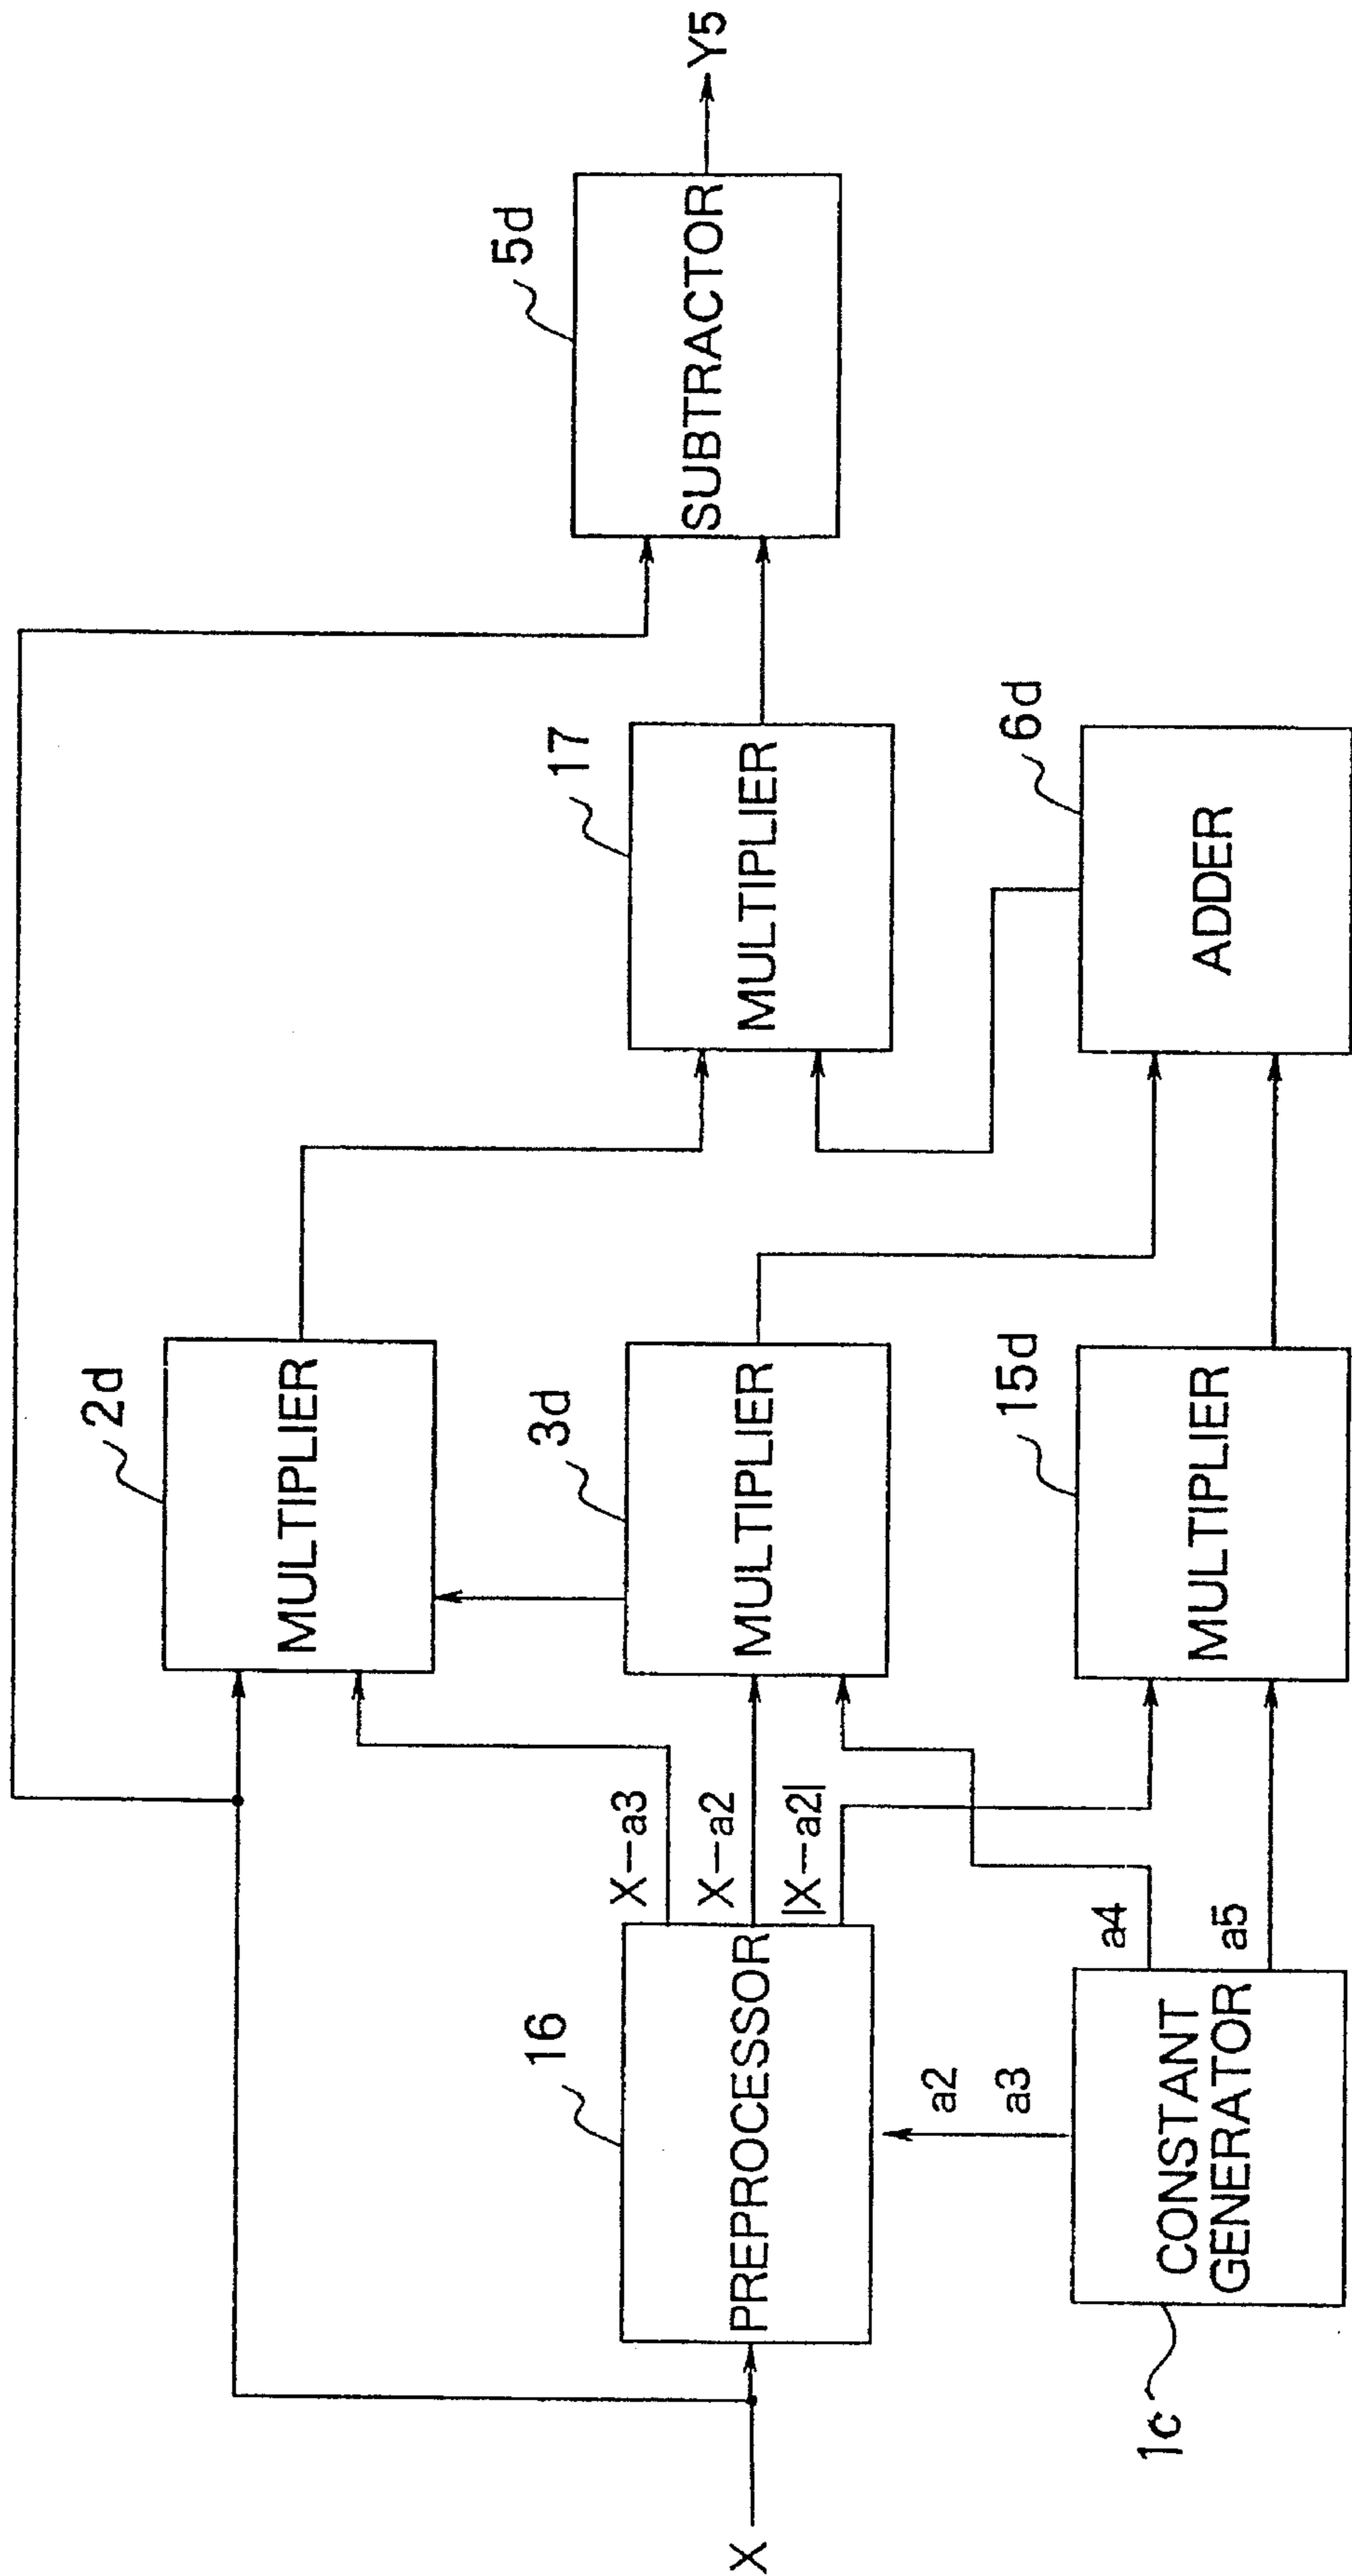 X
16
PREPROCESSOR
X-a3
X-a2
|X-a2|
a2
a3
1c
CONSTANT
GENERATOR
a4
a5
2d
MULTIPLIER
3d
MULTIPLIER
15d
MULTIPLIER
17
MULTIPLIER
6d
ADDER
5d
SUBTRACTOR
Y5